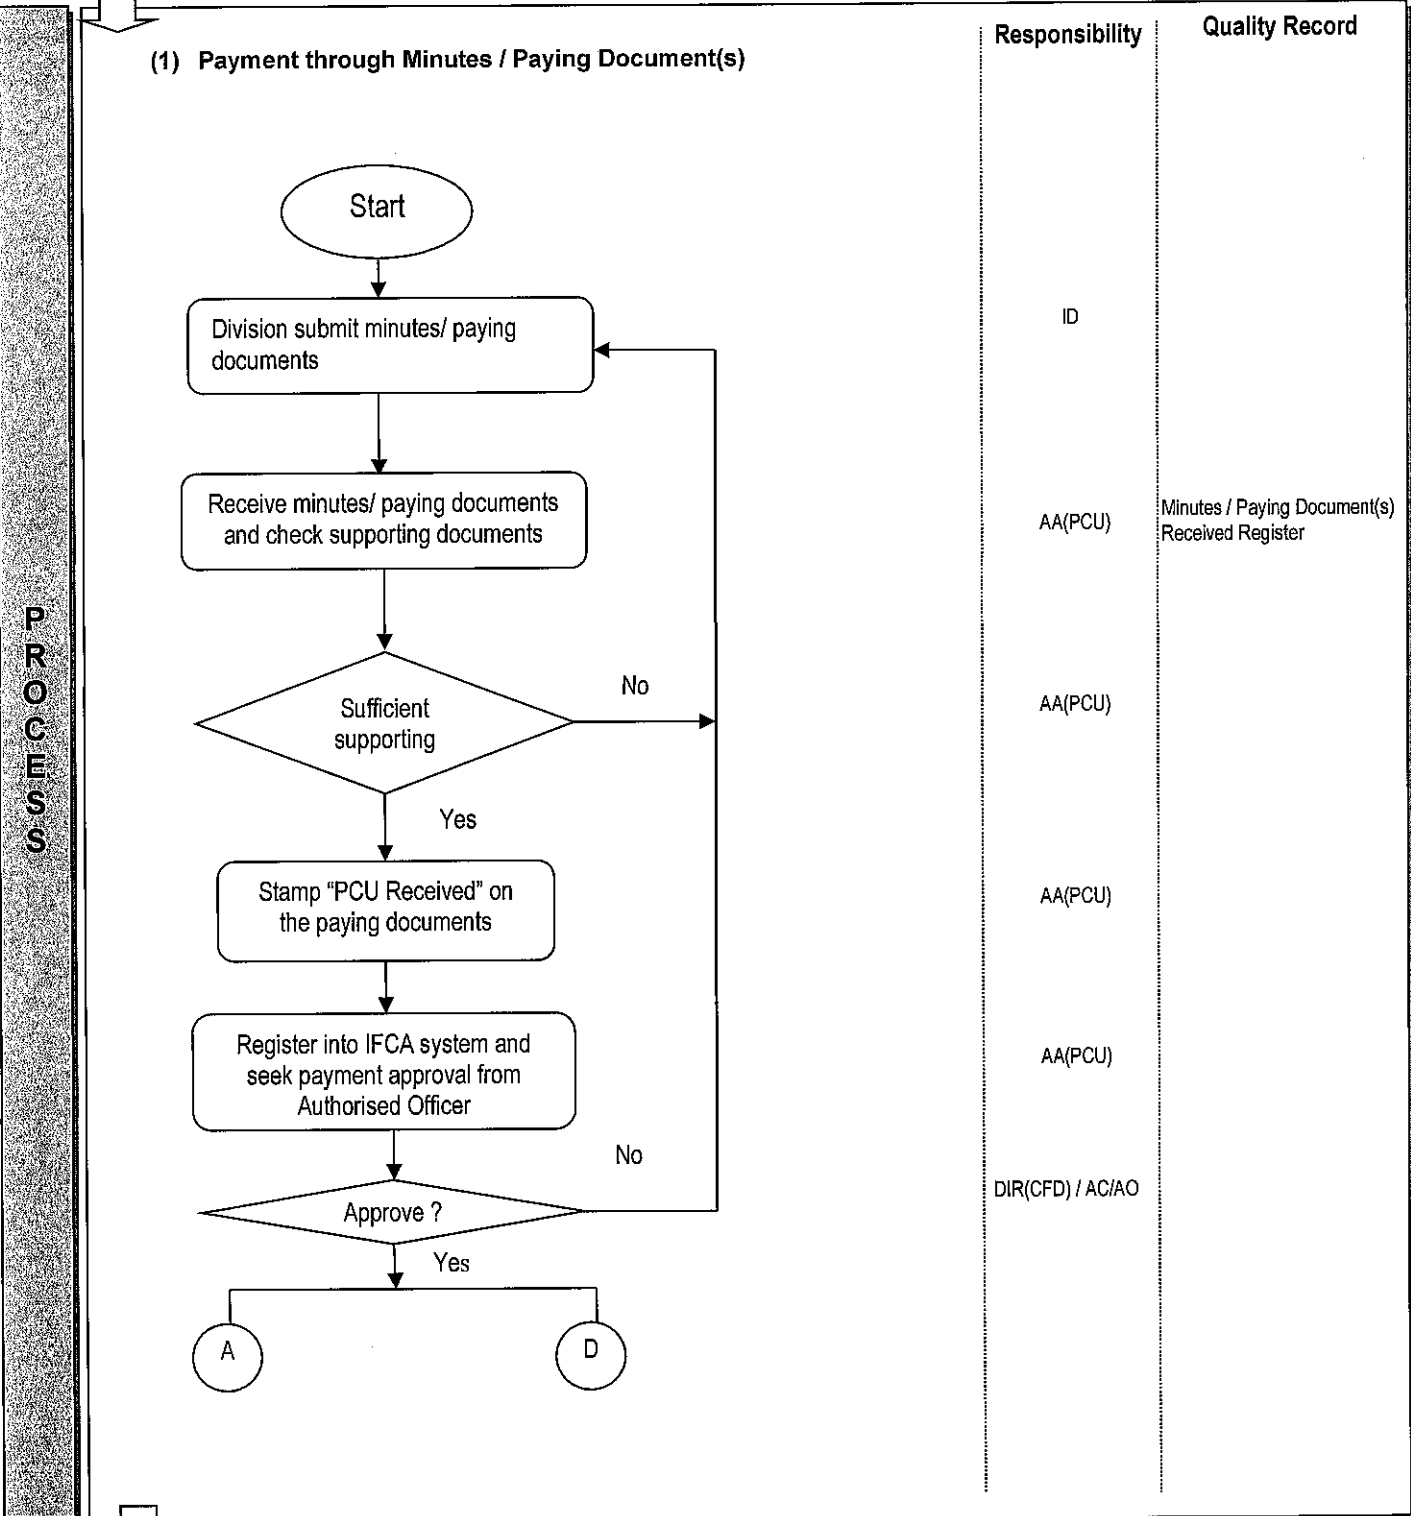 Responsibility
Quality Record
(1) Payment through Minutes / Paying Document(s)
Start
Division submit minutes/ paying
documents
ID
Receive minutes/ paying documents
and check supporting documents
AA(PCU)
Minutes / Paying Document(s)
Received Register
Sufficient
supporting
No
AA(PCU)
Yes
Stamp “PCU Received” on
the paying documents
AA(PCU)
Register into IFCA system and
seek payment approval from
Authorised Officer
AA(PCU)
No
Approve ?
DIR(CFD) / AC/AO
Yes
A
D
PROCESS